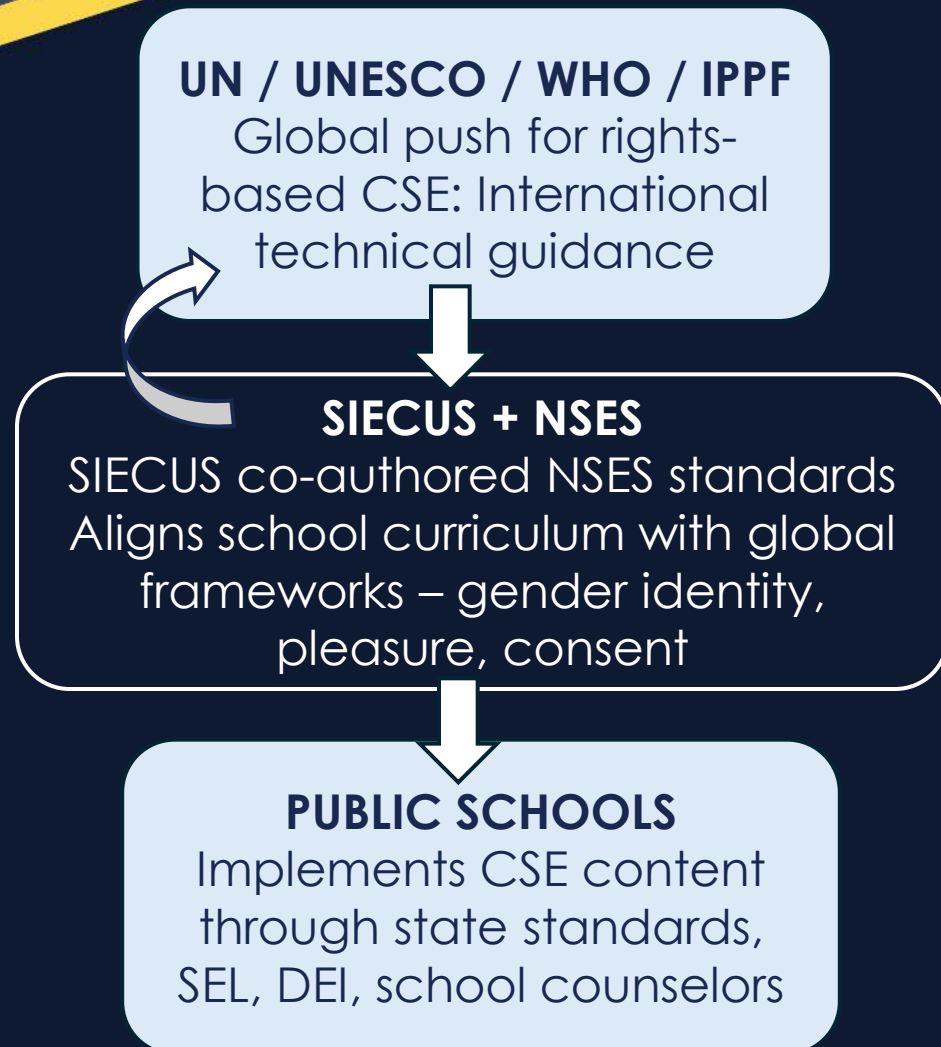 UN / UNESCO / WHO / IPPF
Global push for rights-
based CSE: International
technical guidance
SIECUS + NSES
SIECUS co-authored NSES standards
Aligns school curriculum with global
frameworks – gender identity,
pleasure, consent
PUBLIC SCHOOLS
Implements CSE content
through state standards,
SEL, DEI, school counselors